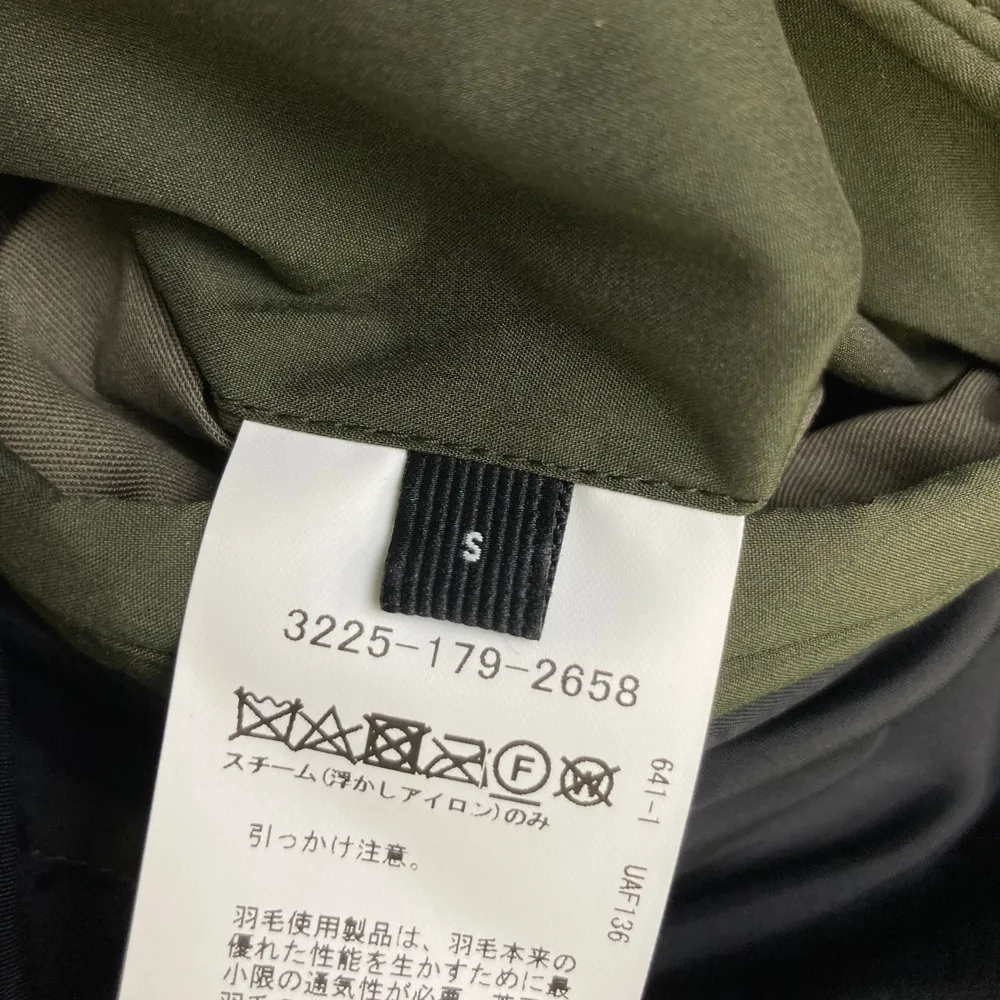 S
3225-179-2658
F
W
スチーム(浮かしアイロン)のみ
引っかけ注意。
641-1
UAF136
羽毛使用製品は、羽毛本来の
優れた性能を生かすために最
小限の通気性が必要